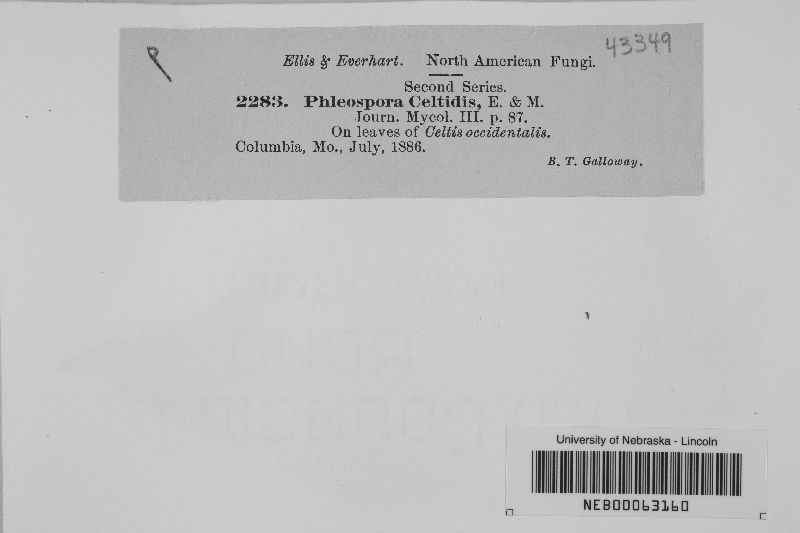 P
43349
Ellis & Everhart. North American Fungi.
Second Series.
2283. Phleospora Celtidis, E. & M.
Journ. Mycol. III. p. 87.
On leaves of Celtis occidentalis.
Columbia, Mo., July, 1886.
B. T. Galloway.
University of Nebraska - Lincoln
NEB00063160